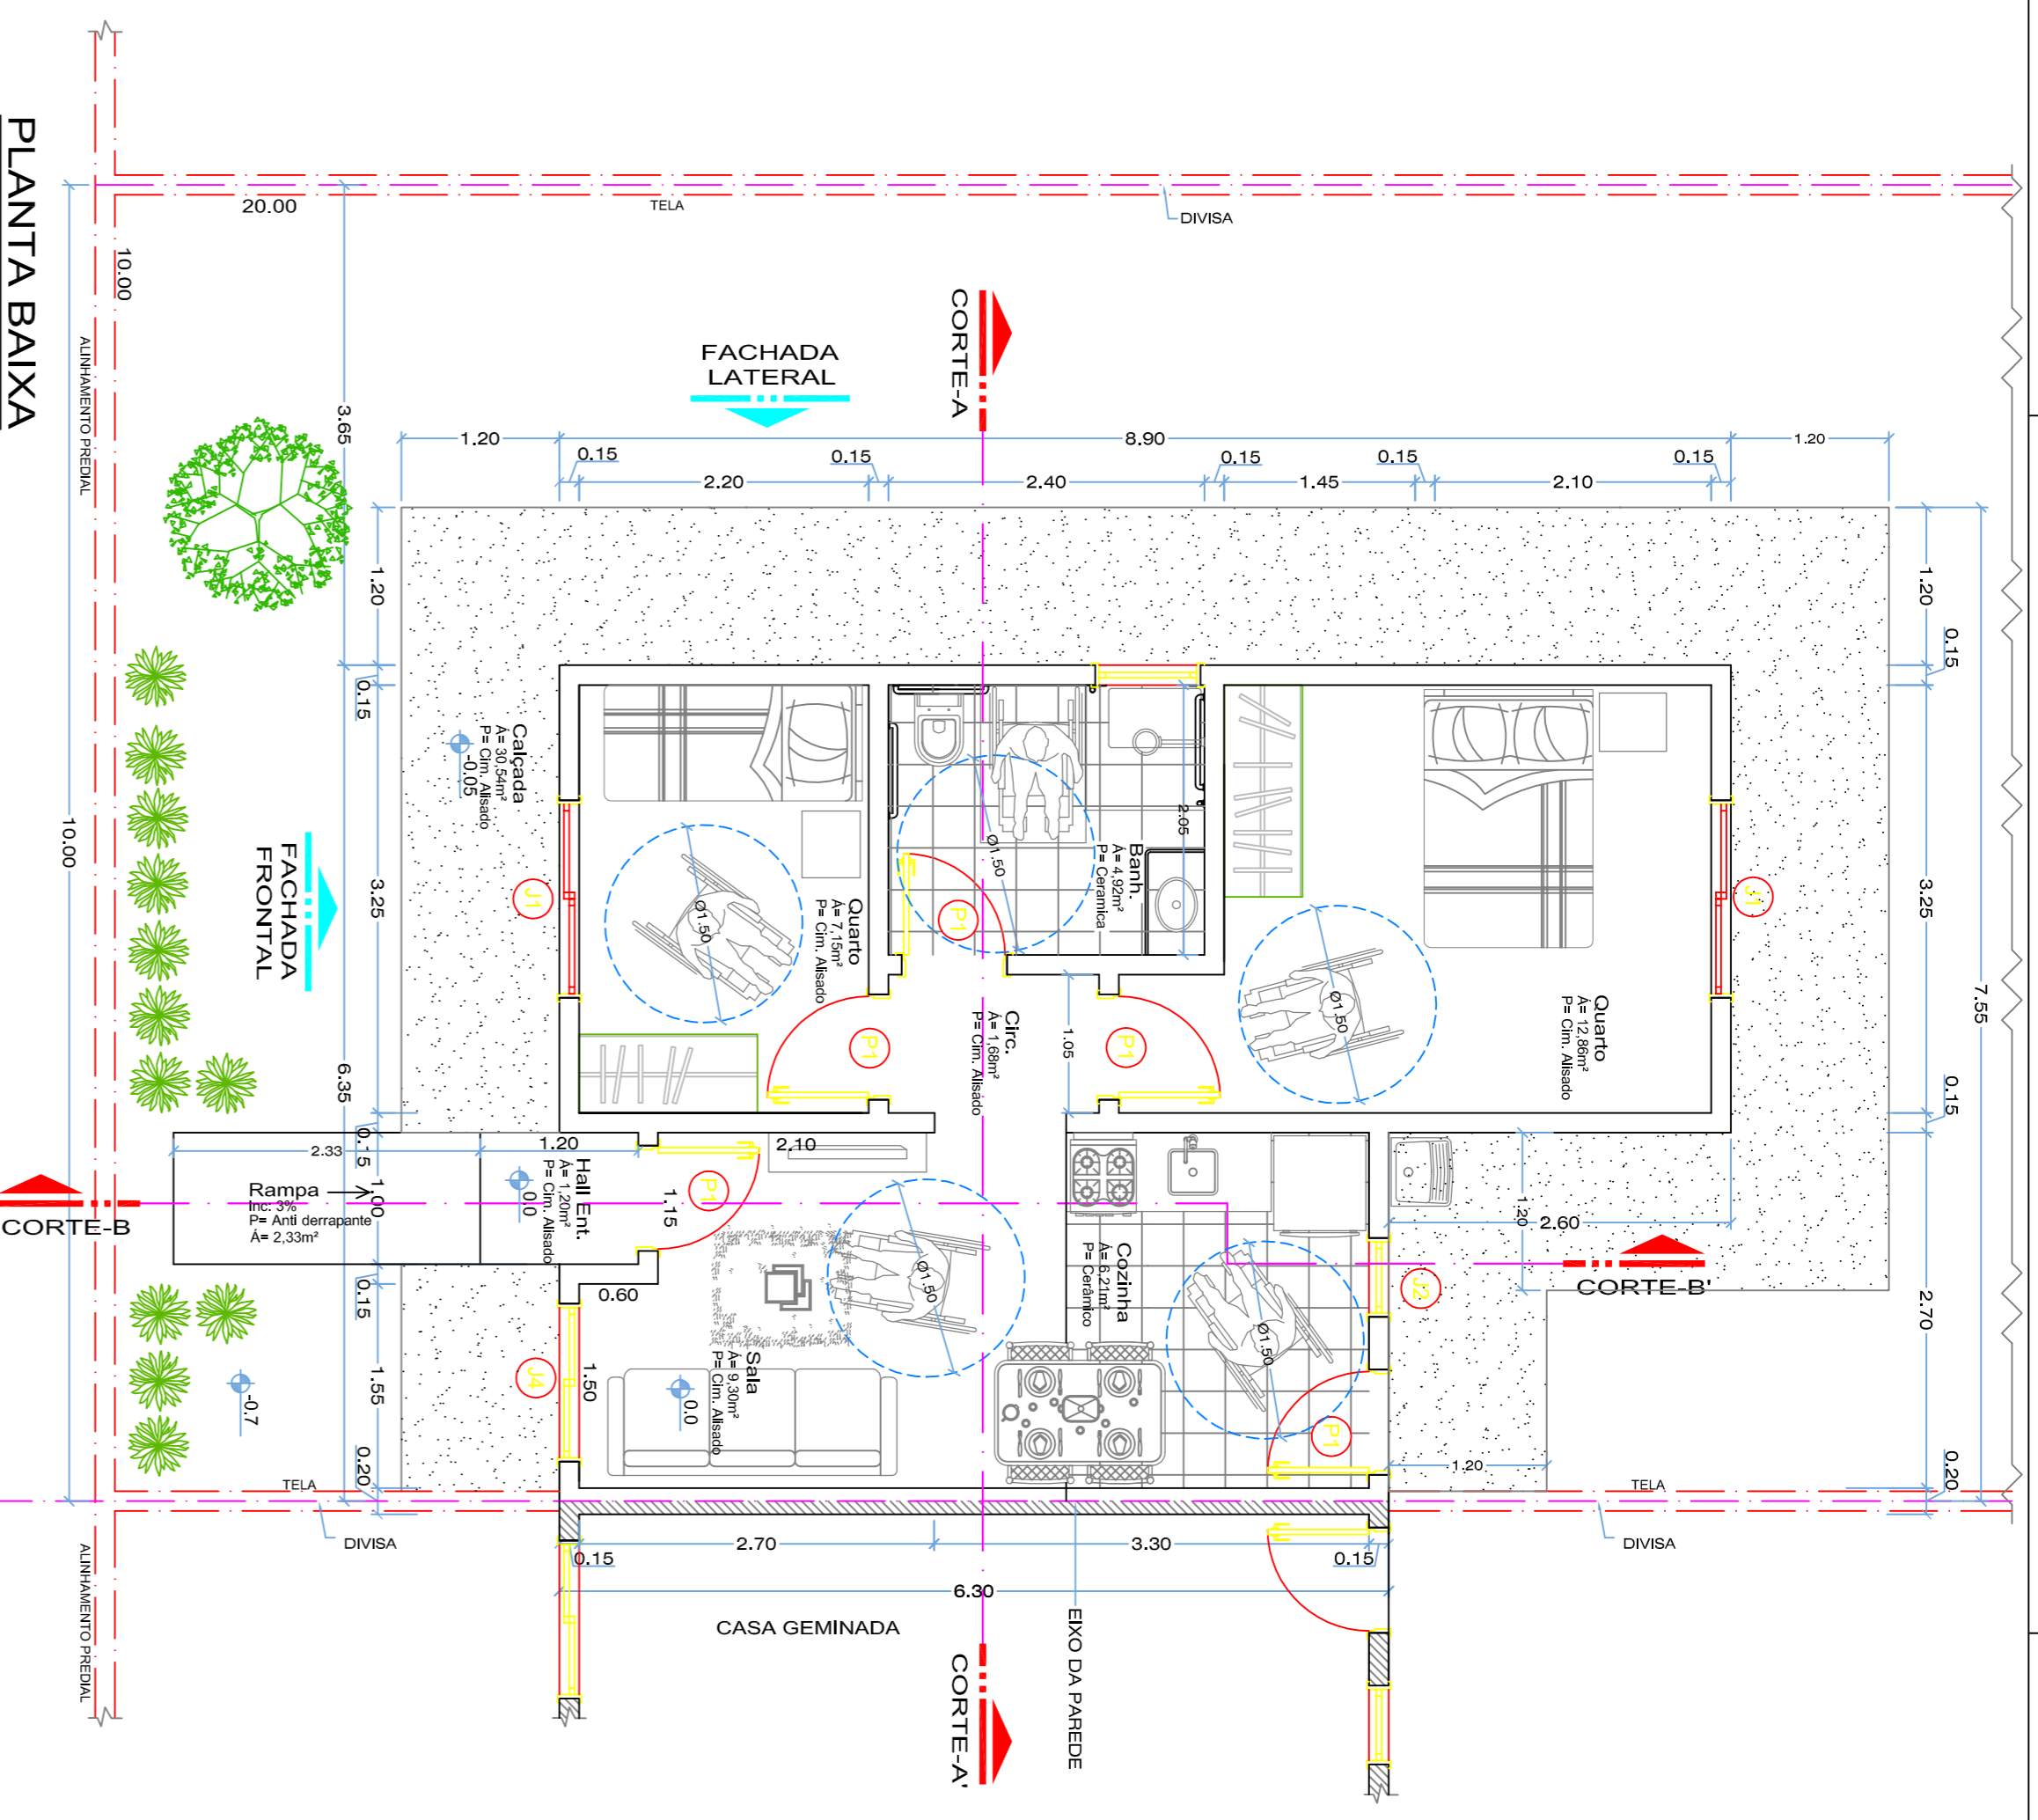 PLANTA BAIXA
20.00
10.00
ALINHAMENTO PREDIAL
10.00
3.65
6.35
TELA
DIVISA
CORTE-A
FACHADA
LATERAL
1.20
8.90
1.20
0.15
2.20
0.15
2.40
0.15
1.45
0.15
2.10
0.15
1.20
0.15
3.25
0.15
1.00
0.15
1.55
0.20
1.20
0.15
3.25
0.15
2.70
0.20
7.55
Calçada
Á= 30,54m²
P= Cim. Alisado
-0.05
FACHADA
FRONTAL
J1
Quarto
Á= 7,15m²
P= Cim. Alisado
Ø1.50
Banh.
Á= 4,92m²
P= Ceramica
2.05
Ø1.50
P1
Quarto
Á= 12,86m²
P= Cim. Alisado
Ø1.50
J1
Circ.
Á= 1,68m²
P= Cim. Alisado
1.05
P1
P1
CORTE-B
2.33
1.20
Rampa
Inc: 3%
P= Anti derrapante
Á= 2,33m²
Hall Ent.
Á= 1,20m²
P= Cim. Alisado
0.0
P1
2.10
1.15
0.60
1.50
J4
-0.7
Sala
Á= 9,30m²
P= Cim. Alisado
0.0
Ø1.50
Cozinha
Á= 6,21m²
P= Cerâmico
Ø1.50
P1
J2
1.20
2.60
CORTE-B'
1.20
TELA
DIVISA
TELA
DIVISA
0.15
2.70
3.30
0.15
6.30
CASA GEMINADA
EIXO DA PAREDE
CORTE-A'
ALINHAMENTO PREDIAL